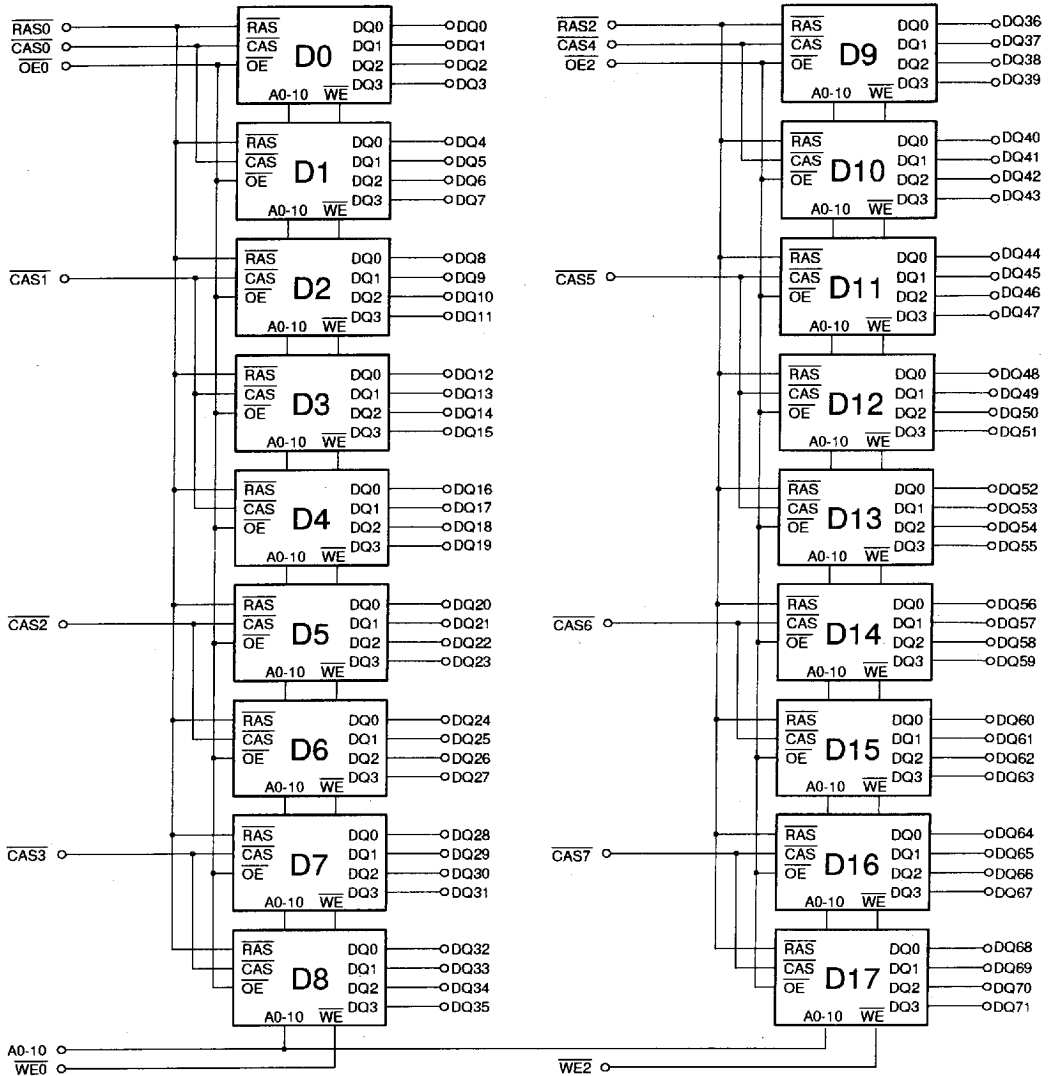 RAS0
CAS0
OE0
RAS DQ0 DQ0
CAS D0 DQ1 DQ1
OE DQ2 DQ2
DQ3 DQ3
A0-10 WE
RAS DQ0 DQ4
CAS D1 DQ1 DQ5
OE DQ2 DQ6
DQ3 DQ7
A0-10 WE
CAS1
RAS DQ0 DQ8
CAS D2 DQ1 DQ9
OE DQ2 DQ10
DQ3 DQ11
A0-10 WE
RAS DQ0 DQ12
CAS D3 DQ1 DQ13
OE DQ2 DQ14
DQ3 DQ15
A0-10 WE
RAS DQ0 DQ16
CAS D4 DQ1 DQ17
OE DQ2 DQ18
DQ3 DQ19
A0-10 WE
CAS2
RAS DQ0 DQ20
CAS D5 DQ1 DQ21
OE DQ2 DQ22
DQ3 DQ23
A0-10 WE
RAS DQ0 DQ24
CAS D6 DQ1 DQ25
OE DQ2 DQ26
DQ3 DQ27
A0-10 WE
CAS3
RAS DQ0 DQ28
CAS D7 DQ1 DQ29
OE DQ2 DQ30
DQ3 DQ31
A0-10 WE
RAS DQ0 DQ32
CAS D8 DQ1 DQ33
OE DQ2 DQ34
DQ3 DQ35
A0-10 WE
A0-10
WE0
RAS2
CAS4
OE2
RAS DQ0 DQ36
CAS D9 DQ1 DQ37
OE DQ2 DQ38
DQ3 DQ39
A0-10 WE
RAS DQ0 DQ40
CAS D10 DQ1 DQ41
OE DQ2 DQ42
DQ3 DQ43
A0-10 WE
CAS5
RAS DQ0 DQ44
CAS D11 DQ1 DQ45
OE DQ2 DQ46
DQ3 DQ47
A0-10 WE
RAS DQ0 DQ48
CAS D12 DQ1 DQ49
OE DQ2 DQ50
DQ3 DQ51
A0-10 WE
RAS DQ0 DQ52
CAS D13 DQ1 DQ53
OE DQ2 DQ54
DQ3 DQ55
A0-10 WE
CAS6
RAS DQ0 DQ56
CAS D14 DQ1 DQ57
OE DQ2 DQ58
DQ3 DQ59
A0-10 WE
RAS DQ0 DQ60
CAS D15 DQ1 DQ61
OE DQ2 DQ62
DQ3 DQ63
A0-10 WE
CAS7
RAS DQ0 DQ64
CAS D16 DQ1 DQ65
OE DQ2 DQ66
DQ3 DQ67
A0-10 WE
RAS DQ0 DQ68
CAS D17 DQ1 DQ69
OE DQ2 DQ70
DQ3 DQ71
A0-10 WE
WE2